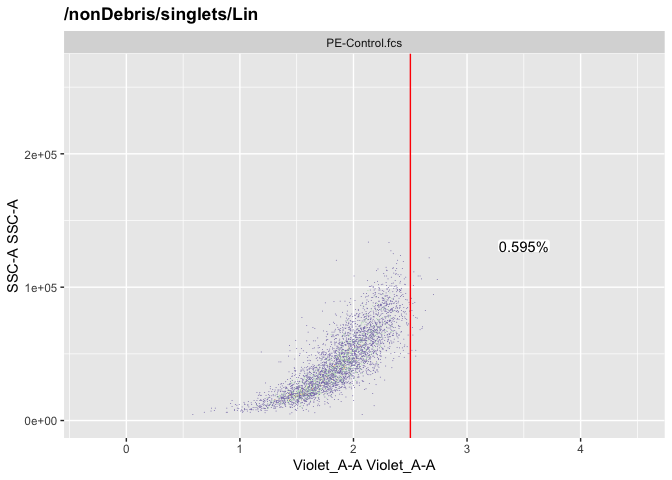 /nonDebris/singlets/Lin
PE-Control.fcs
SSC-A SSC-A
2e+05
1e+05
0e+00
0.595%
0 1 2 3 4
Violet_A-A Violet_A-A